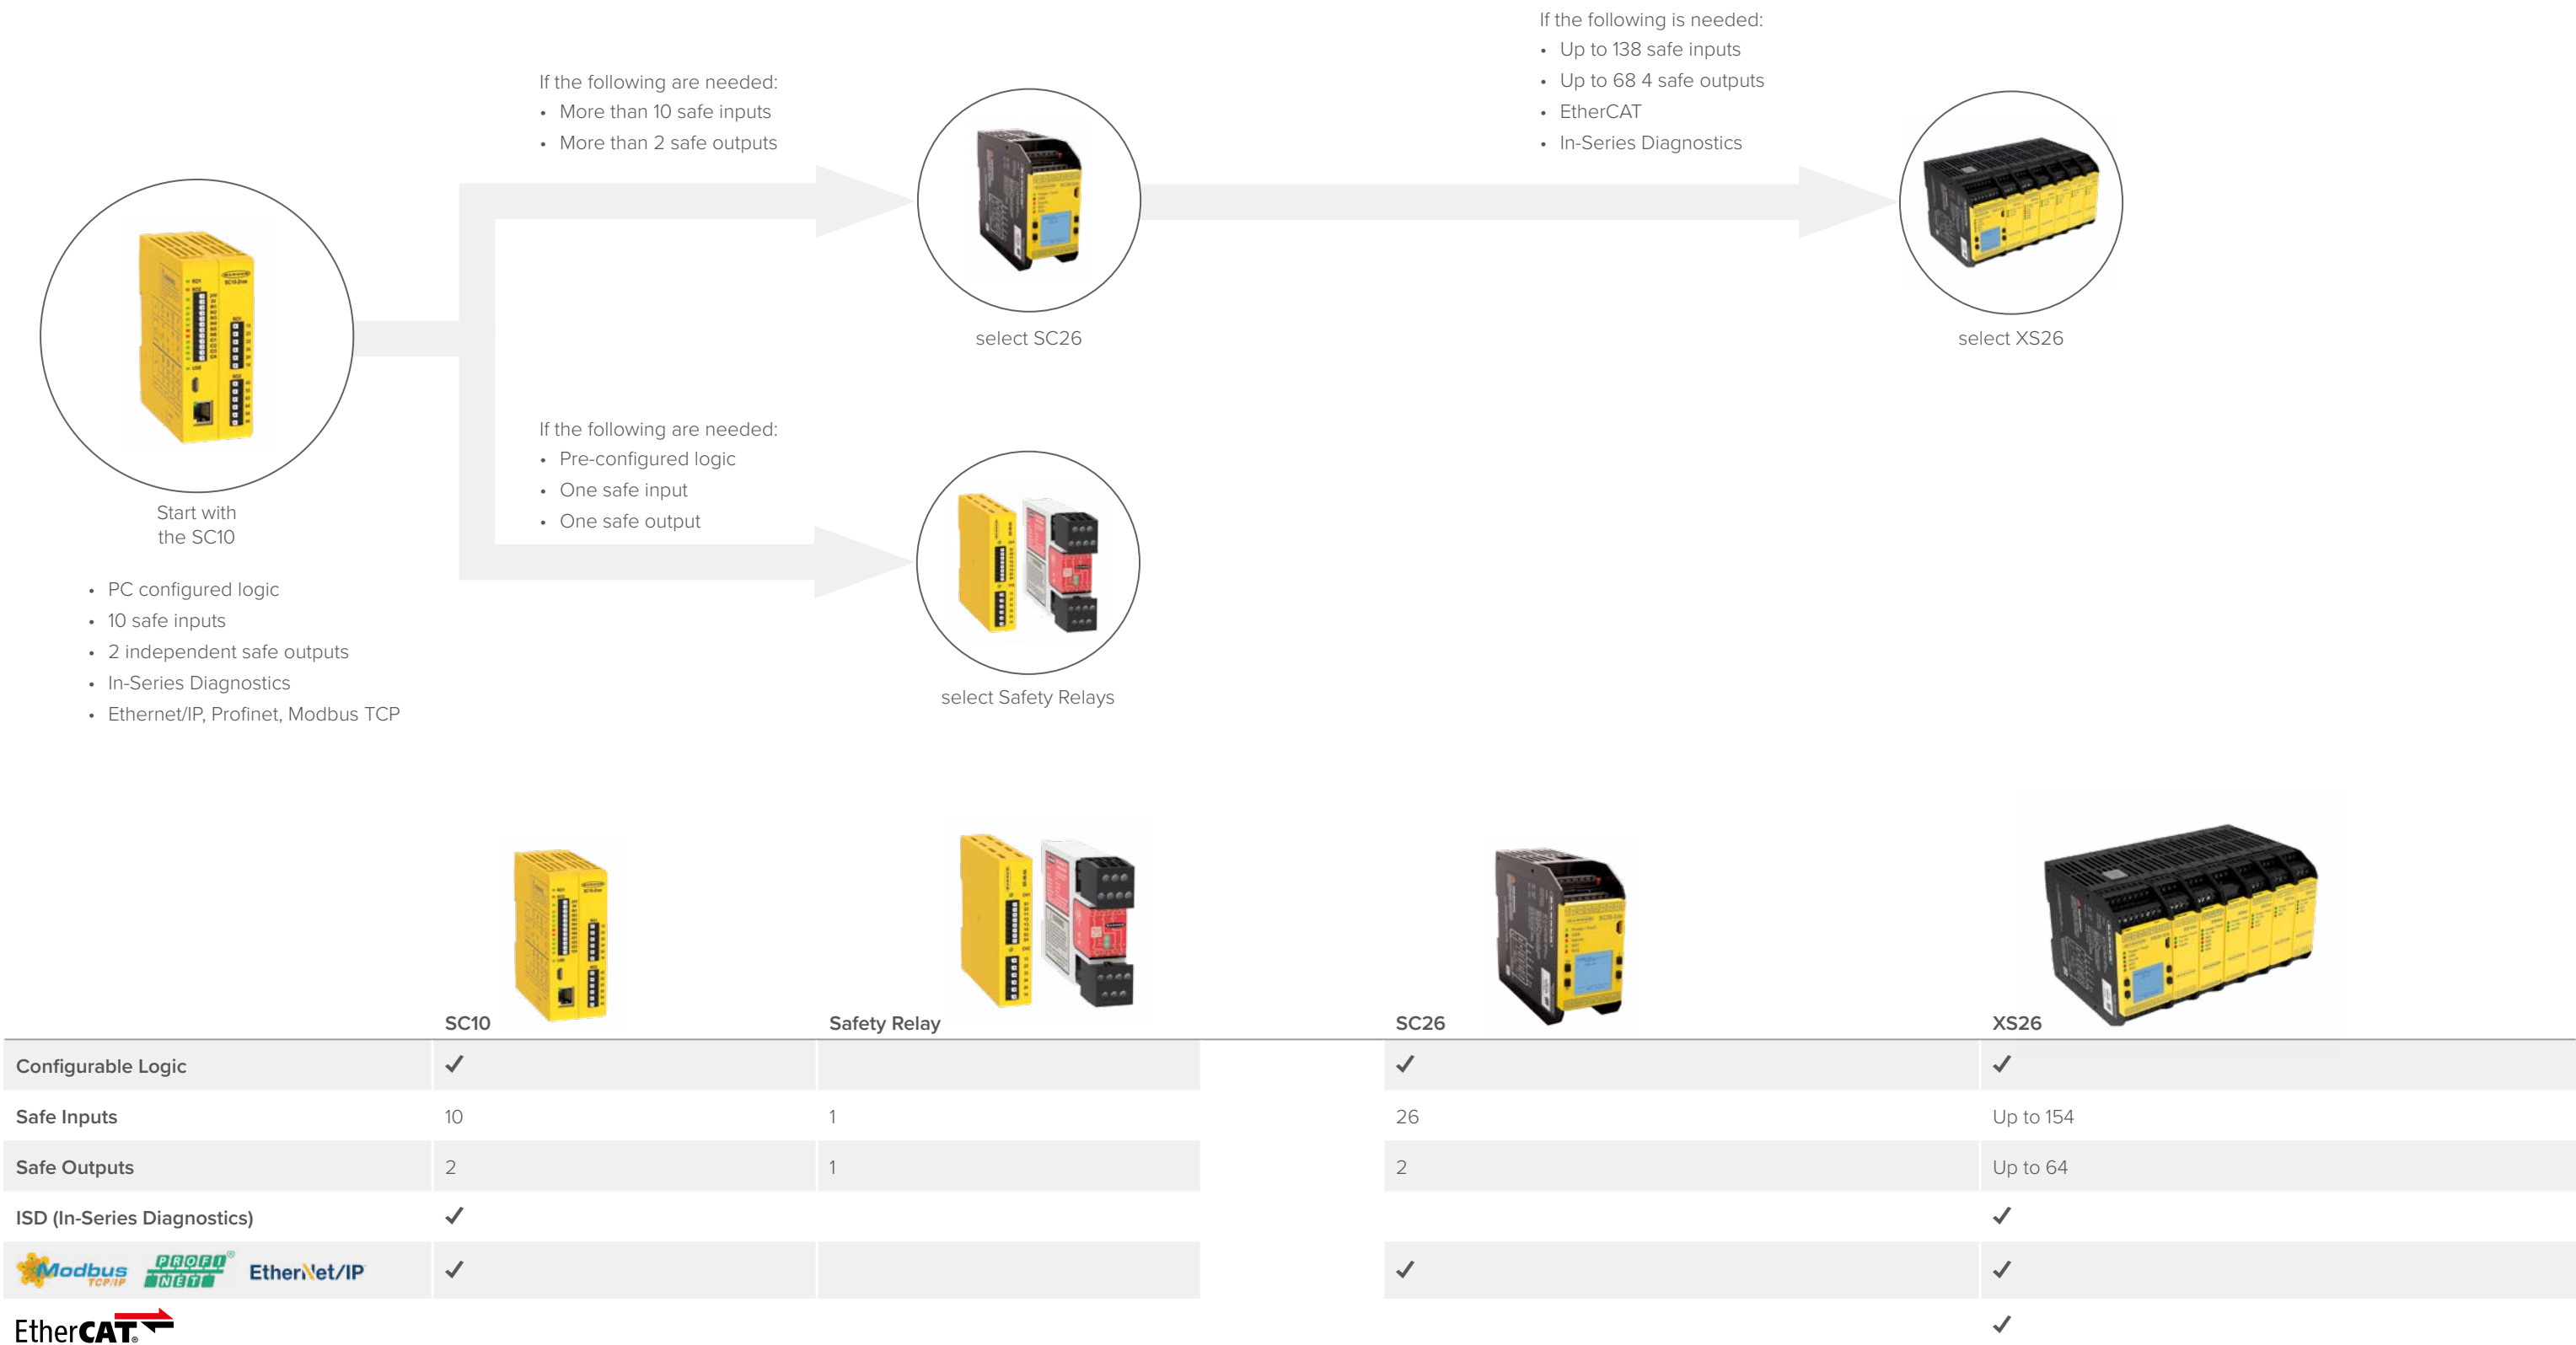 If the following is needed:
• Up to 138 safe inputs
• Up to 68 4 safe outputs
• EtherCAT
• In-Series Diagnostics
If the following are needed:
• More than 10 safe inputs
• More than 2 safe outputs
select SC26
select XS26
If the following are needed:
• Pre-configured logic
• One safe input
• One safe output
select Safety Relays
Start with
the SC10
• PC configured logic
• 10 safe inputs
• 2 independent safe outputs
• In-Series Diagnostics
• Ethernet/IP, Profinet, Modbus TCP
SC10 Safety Relay SC26 XS26
Configurable Logic ✓ ✓ ✓
Safe Inputs 10 1 26 Up to 154
Safe Outputs 2 1 2 Up to 64
ISD (In-Series Diagnostics) ✓ ✓
Modbus TCP/IP PROFINET® EtherNet/IP ✓ ✓ ✓
EtherCAT® ✓